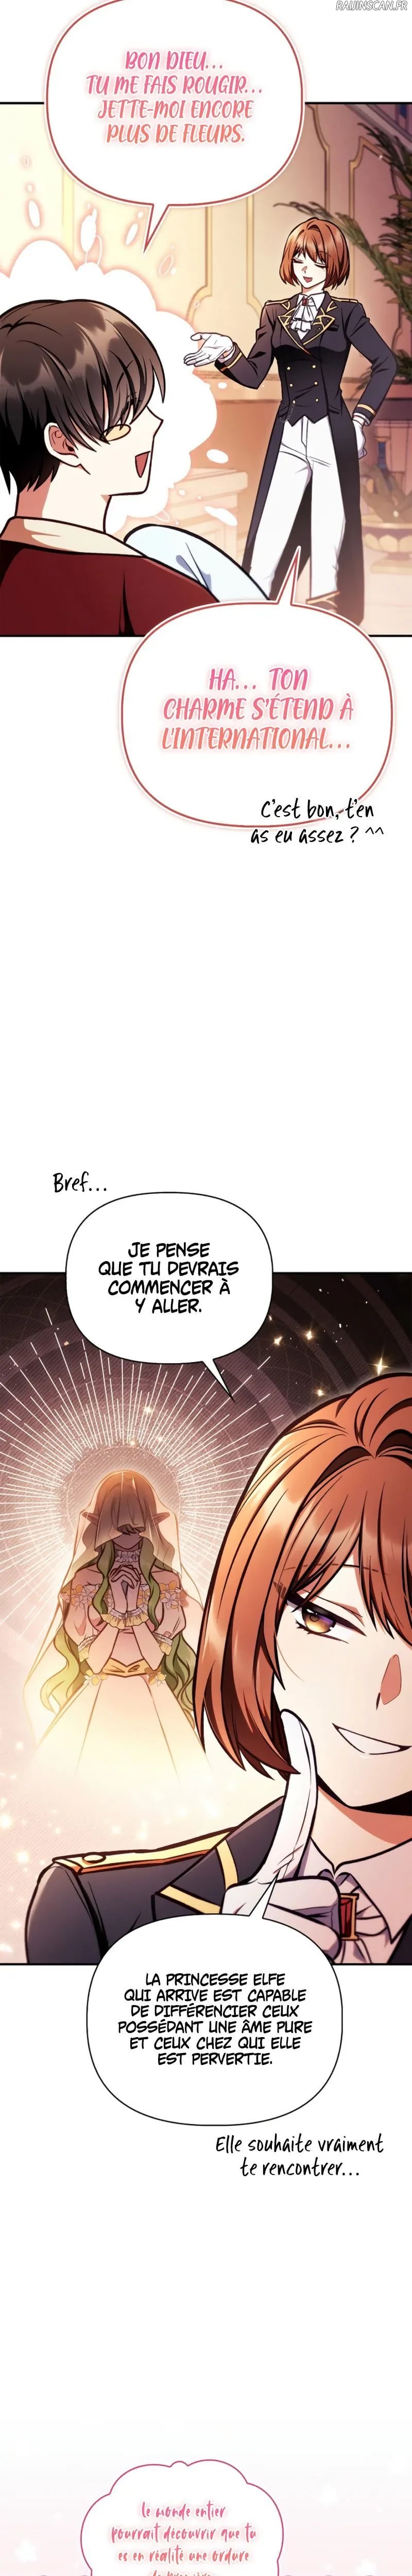 RAIJINSCAN.FR
BON DIEU...
TU ME FAIS ROUGIR...
JETTE-MOI ENCORE
PLUS DE FLEURS.
HA... TON
CHARME S'ÉTEND À
L'INTERNATIONAL...
C'est bon, t'en
as eu assez ? ^^
Bref...
JE PENSE
QUE TU DEVRAIS
COMMENCER À
Y ALLER.
LA PRINCESSE ELFE
QUI ARRIVE EST CAPABLE
DE DIFFÉRENCIER CEUX
POSSÉDANT UNE ÂME PURE
ET CEUX CHEZ QUI ELLE
EST PERVERTIE.
Elle souhaite vraiment
te rencontrer...
Le monde entier
pourrait découvrir que tu
es en réalité une ordure